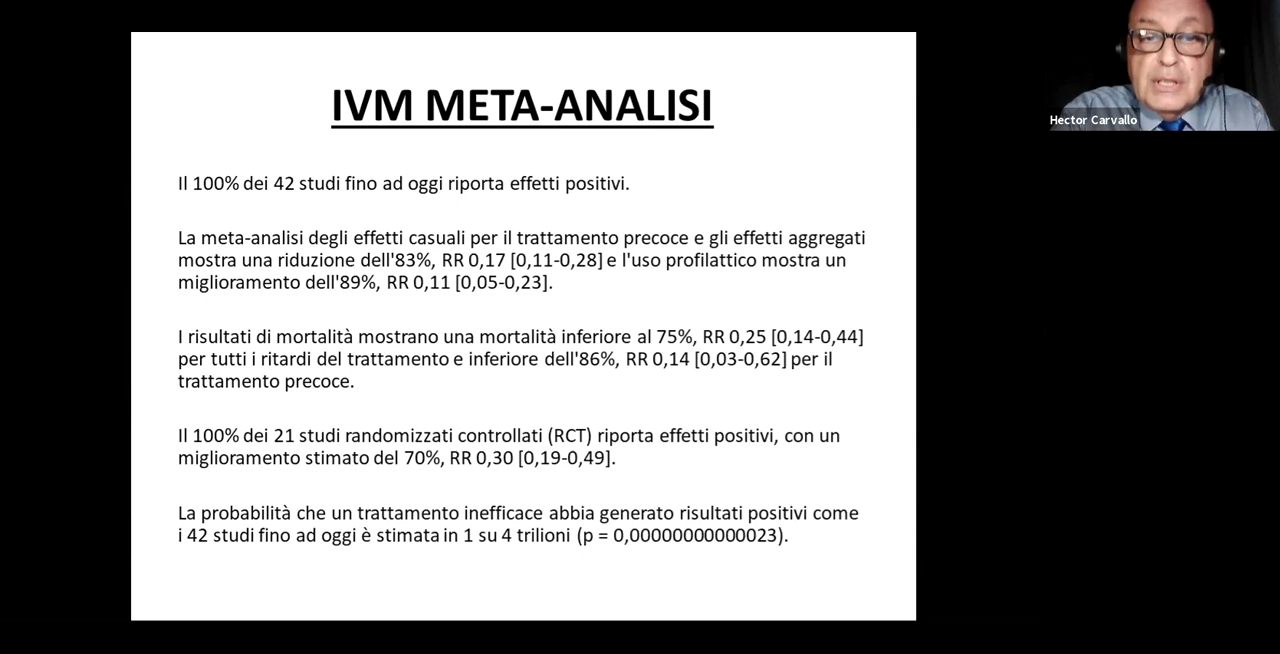 IVM META-ANALISI
Il 100% dei 42 studi fino ad oggi riporta effetti positivi.
La meta-analisi degli effetti casuali per il trattamento precoce e gli effetti aggregati
mostra una riduzione dell'83%, RR 0,17 [0,11-0,28] e l'uso profilattico mostra un
miglioramento dell'89%, RR 0,11 [0,05-0,23].
I risultati di mortalità mostrano una mortalità inferiore al 75%, RR 0,25 [0,14-0,44]
per tutti i ritardi del trattamento e inferiore dell'86%, RR 0,14 [0,03-0,62] per il
trattamento precoce.
Il 100% dei 21 studi randomizzati controllati (RCT) riporta effetti positivi, con un
miglioramento stimato del 70%, RR 0,30 [0,19-0,49].
La probabilità che un trattamento inefficace abbia generato risultati positivi come
i 42 studi fino ad oggi è stimata in 1 su 4 trilioni (p = 0,00000000000023).
Hector Carvallo